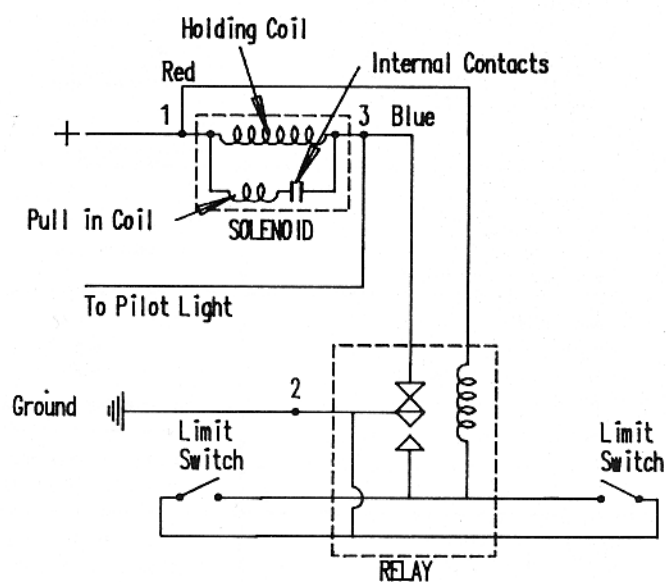 Holding Coil
Internal Contacts
Red
1
3 Blue
+
Pull in Coil
SOLENOID
To Pilot Light
2
Ground
Limit
Switch
Limit
Switch
RELAY